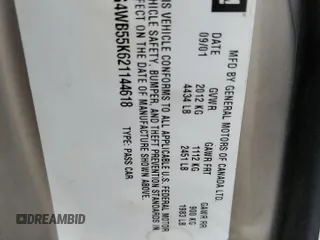 GM
MFD BY GENERAL MOTORS OF CANADA LTD.
DATE GVWR GAWR FRT GAWR RR
09/01 2012 KG 1112 KG 900 KG
4434 LB 2451 LB 1983 LB
THIS VEHICLE CONFORMS TO ALL APPLICABLE U.S. FEDERAL MOTOR
VEHICLE SAFETY, BUMPER, AND THEFT PREVENTION STANDARDS IN
EFFECT ON THE DATE OF MANUFACTURE SHOWN ABOVE.
4WB55K621144618 TYPE: PASS CAR
DREAMBID